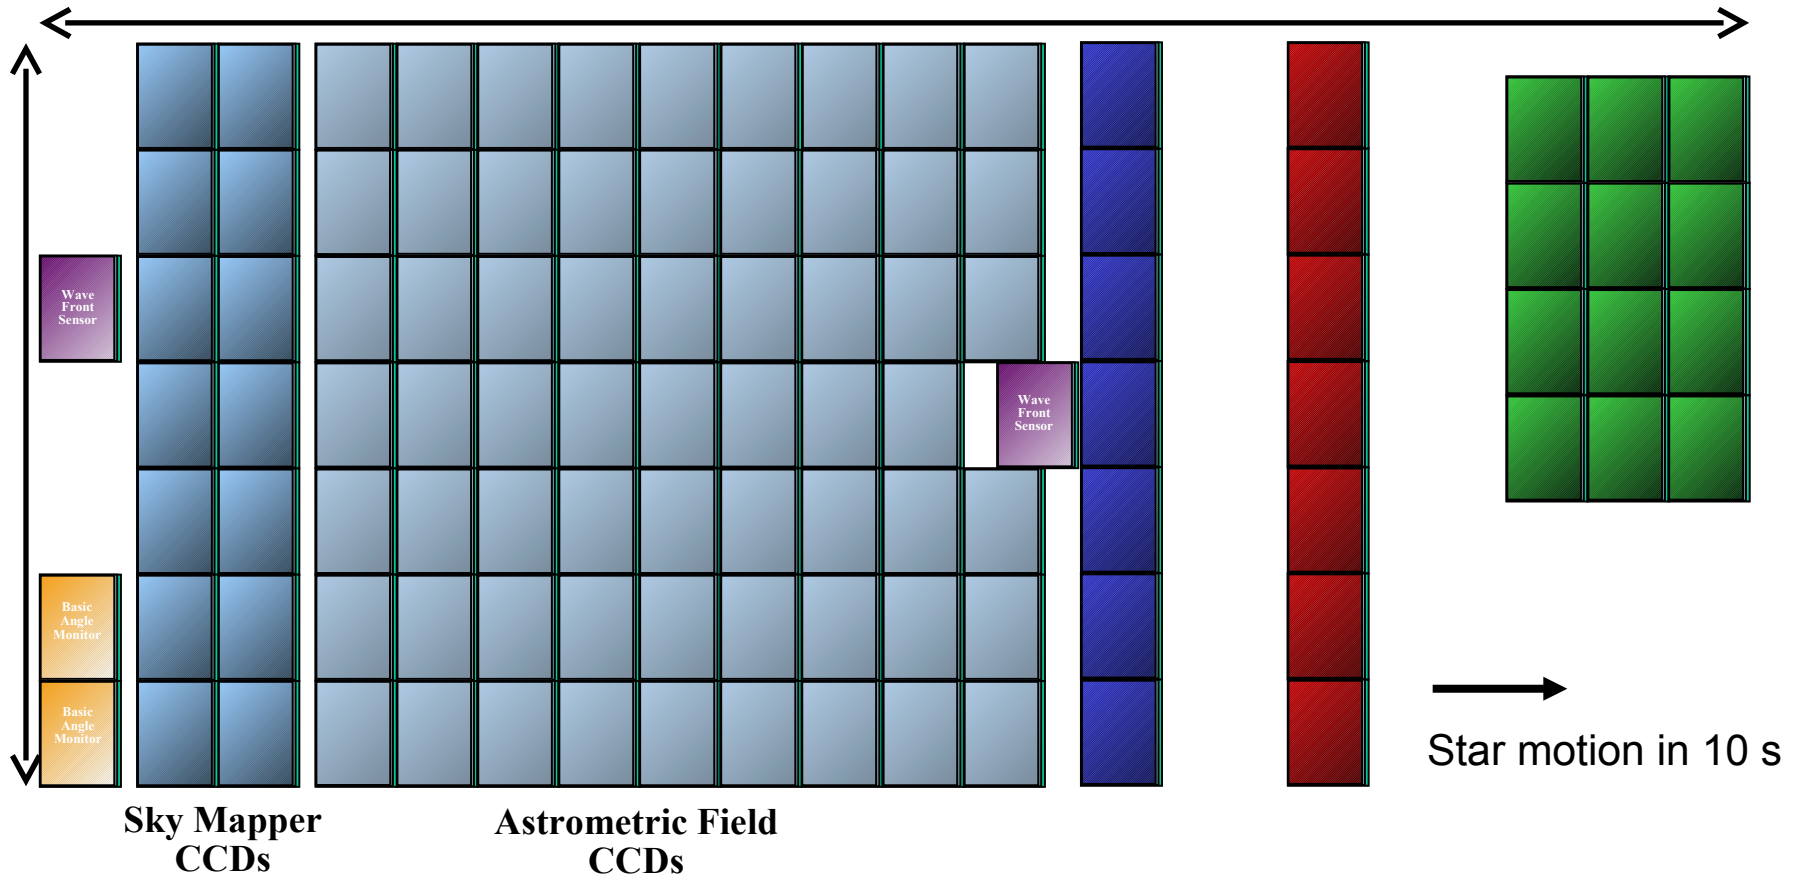 Wave
Front
Sensor
Wave
Front
Sensor
Basic
Angle
Monitor
Basic
Angle
Monitor
Star motion in 10 s
Sky Mapper
CCDs
Astrometric Field
CCDs